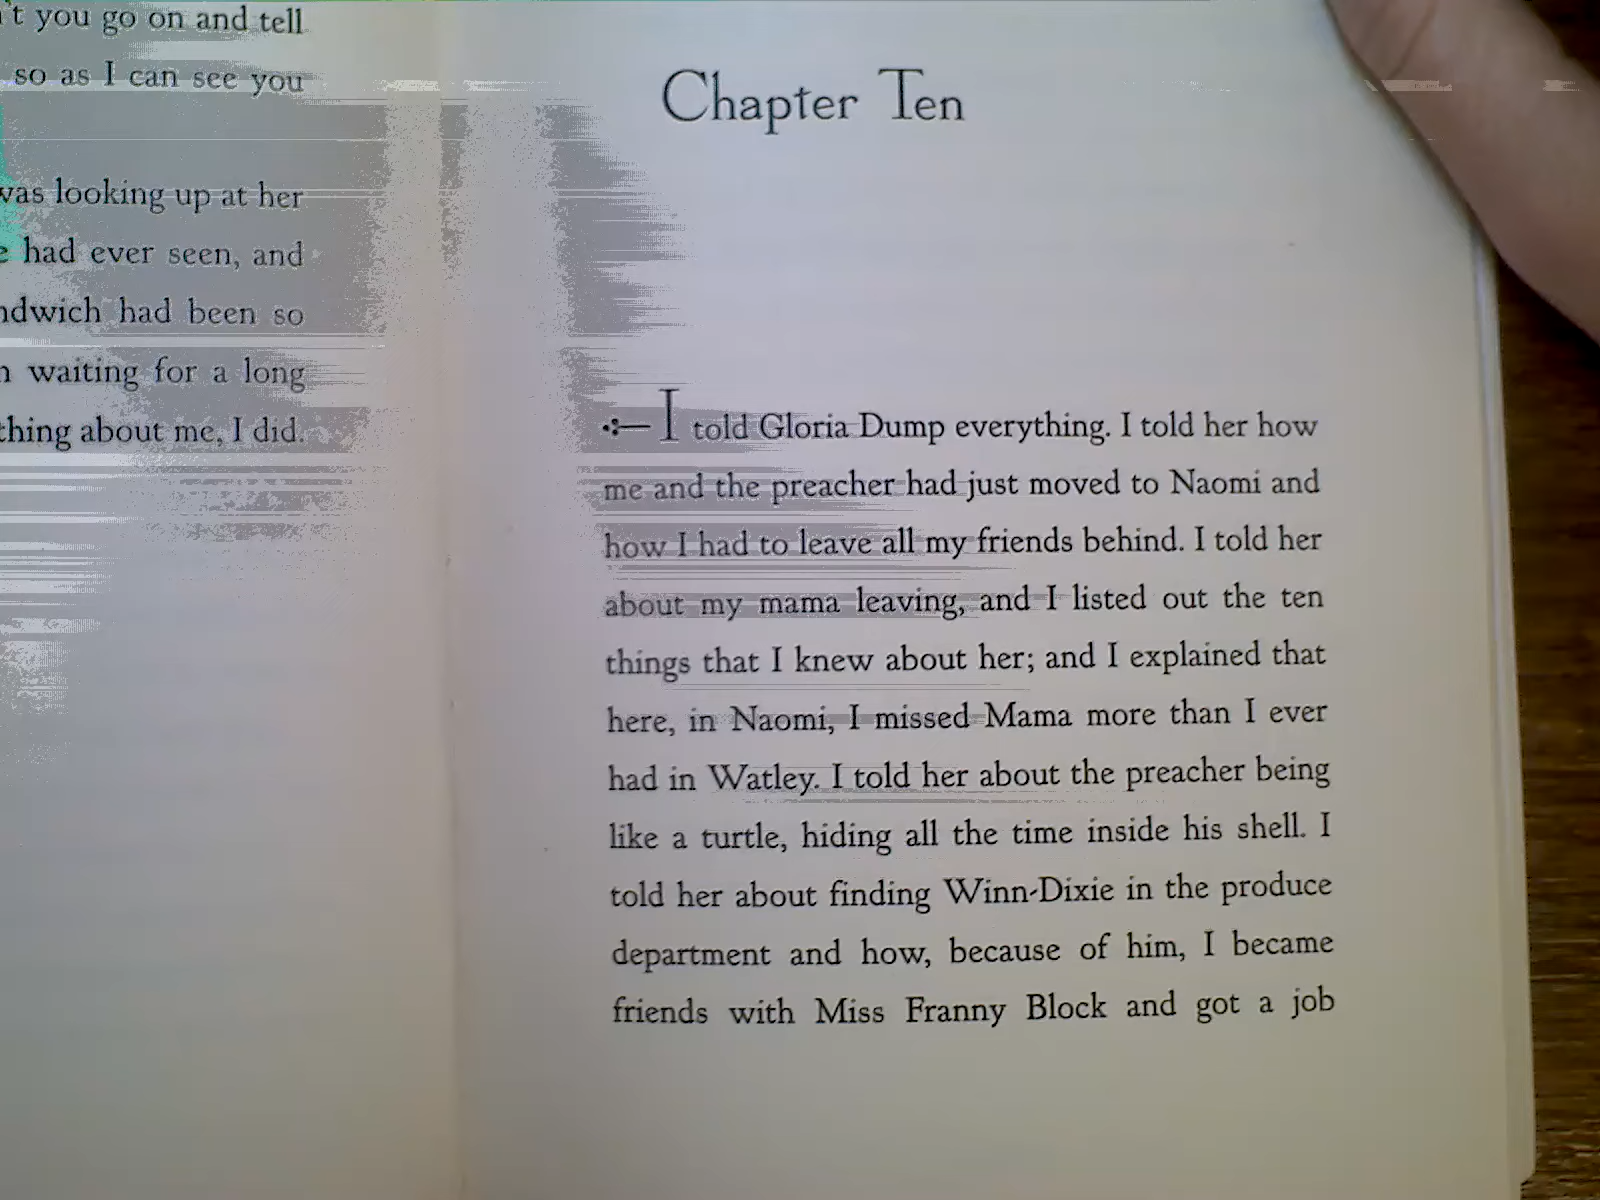 't you go on and tell
so as I can see you
was looking up at her
had ever seen, and
had been so
waiting for a long
thing about me, I did.
Chapter Ten
I told Gloria Dump everything. I told her how
me and the preacher had just moved to Naomi and
how I had to leave all my friends behind. I told her
about my mama leaving, and I listed out the ten
things that I knew about her; and I explained that
here, in Naomi, I missed Mama more than I ever
had in Watley. I told her about the preacher being
like a turtle, hiding all the time inside his shell. I
told her about finding Winn-Dixie in the produce
department and how, because of him, I became
friends with Miss Franny Block and got a job